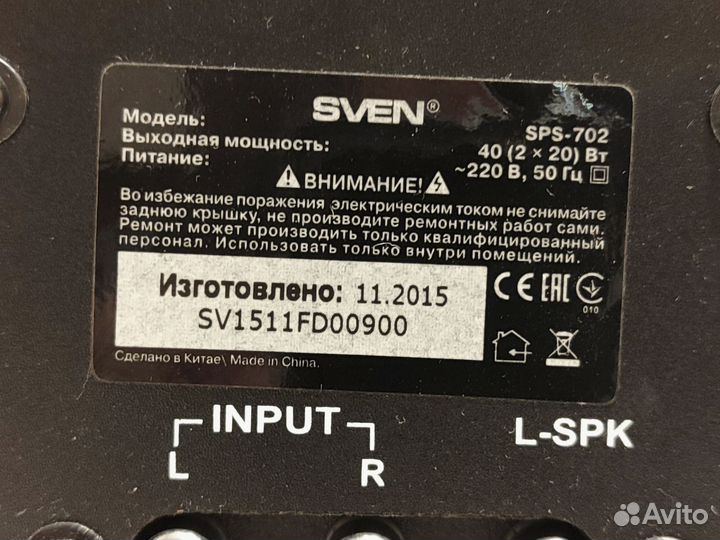 SVEN®
Модель: SPS-702
Выходная мощность: 40 (2 × 20) Вт
Питание: ~220 В, 50 Гц
ВНИМАНИЕ!
Во избежание поражения электрическим током не снимайте
заднюю крышку, не производите ремонтных работ сами.
Ремонт может производить только квалифицированный
персонал. Использовать только внутри помещений.
Изготовлено: 11.2015
SV1511FD00900
CE EAC
010
Сделано в Китае\ Made in China.
INPUT
L R
L-SPK
Avito